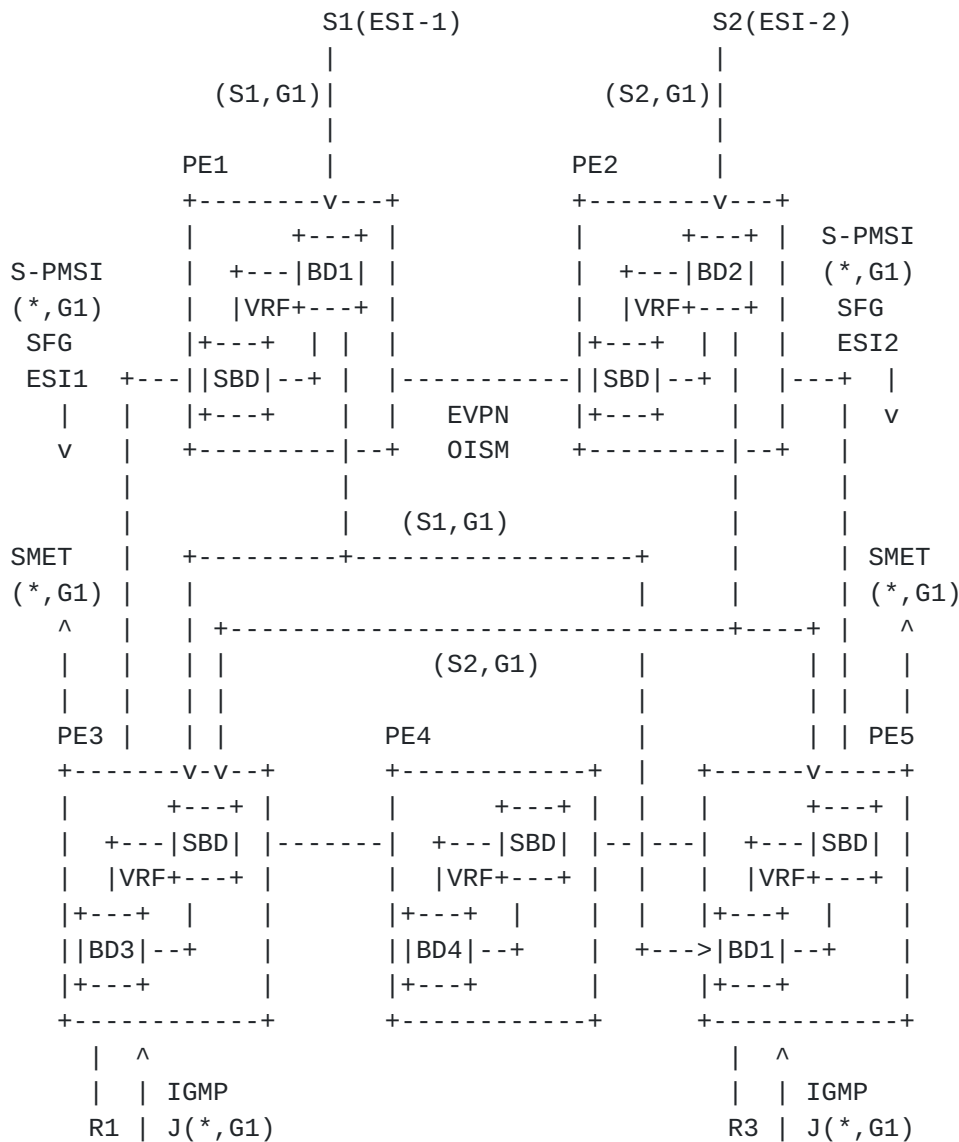 S1(ESI-1) S2(ESI-2)
(S1,G1) (S2,G1)
PE1 PE2
S-PMSI
S-PMSI BD1 BD2 (*,G1)
(*,G1) VRF VRF SFG
SFG ESI2
ESI1 SBD SBD
EVPN
OISM
(S1,G1)
SMET SMET
(*,G1) (*,G1)
(S2,G1)
PE3 PE4 PE5
SBD SBD SBD
VRF VRF VRF
BD3 BD4 BD1
IGMP IGMP
R1 J(*,G1) R3 J(*,G1)